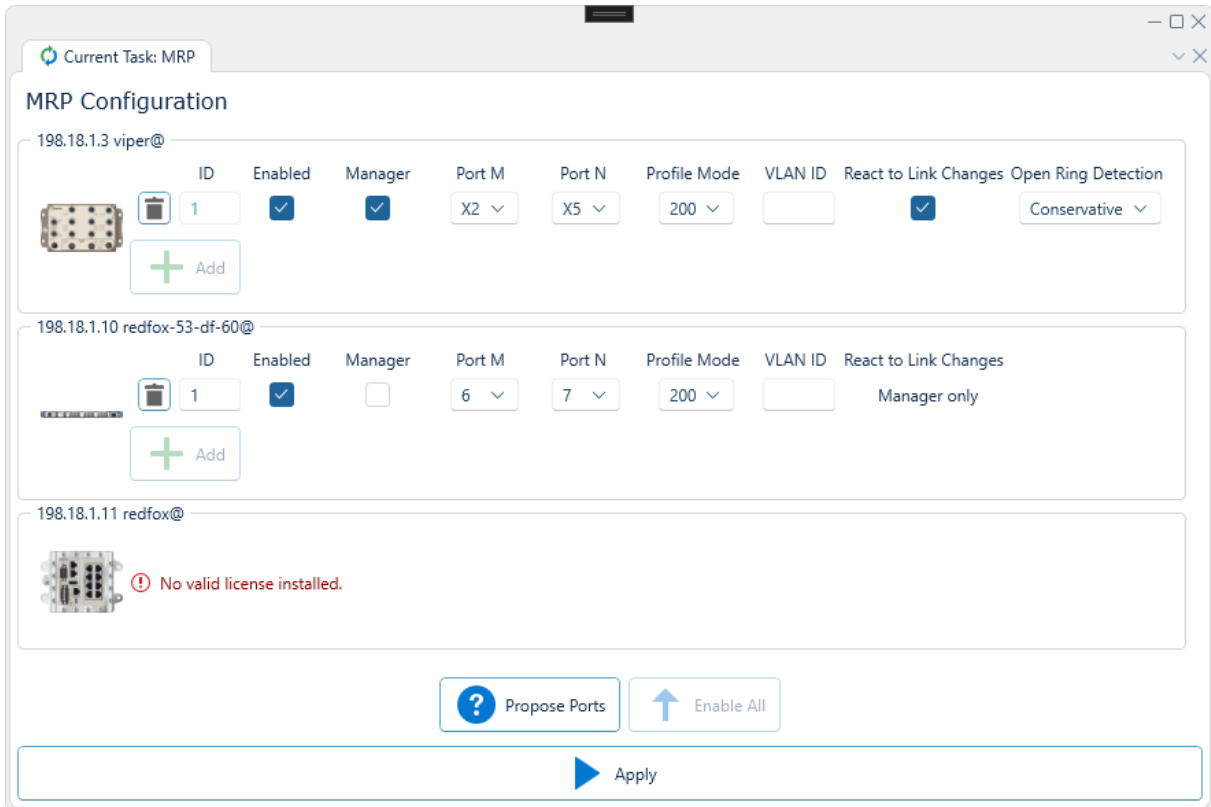 Current Task: MRP
MRP Configuration
198.18.1.3 viper@
ID Enabled Manager Port M Port N Profile Mode VLAN ID React to Link Changes Open Ring Detection
1 X2 X5 200 Conservative
Add
198.18.1.10 redfox-53-df-60@
ID Enabled Manager Port M Port N Profile Mode VLAN ID React to Link Changes
1 6 7 200 Manager only
Add
198.18.1.11 redfox@
No valid license installed.
Propose Ports Enable All
Apply